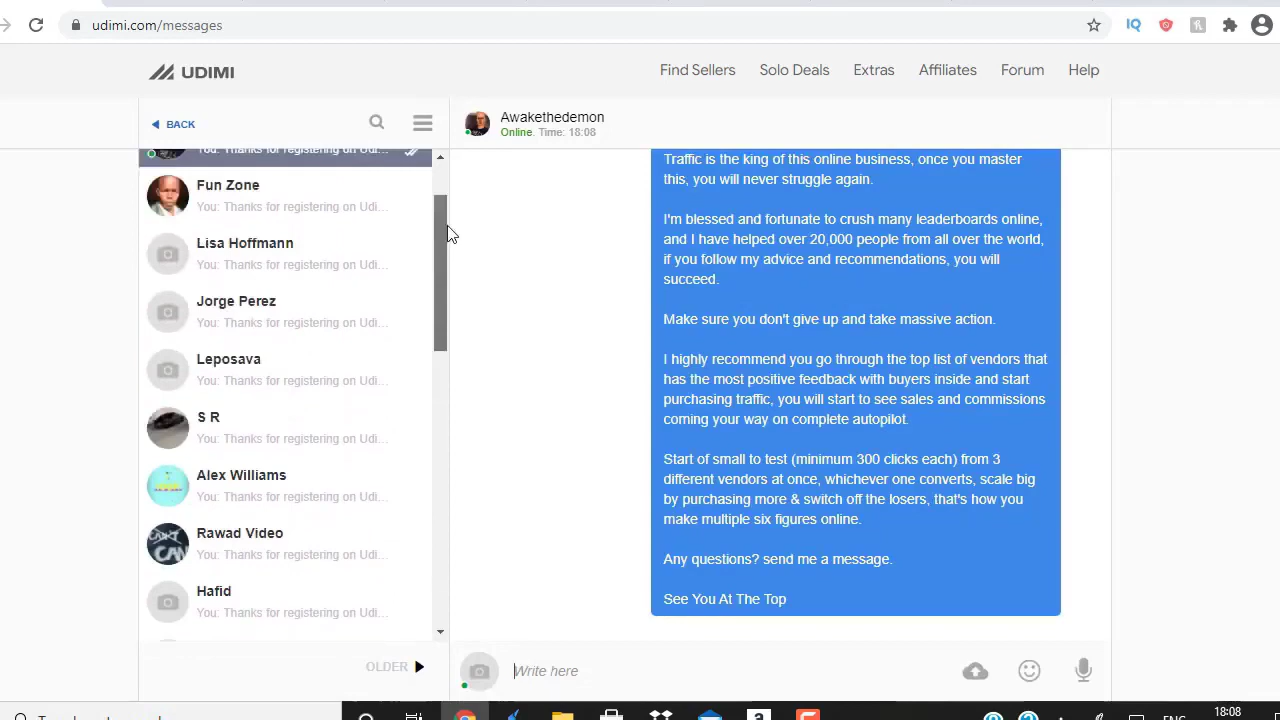 udimi.com/messages
IQ
UDIMI
Find Sellers
Solo Deals
Extras
Affiliates
Forum
Help
BACK
Awakethedemon
Online. Time: 18:08
You: Thanks for registering on Udi...
Fun Zone
You: Thanks for registering on Udi...
Lisa Hoffmann
You: Thanks for registering on Udi...
Jorge Perez
You: Thanks for registering on Udi...
Leposava
You: Thanks for registering on Udi...
S R
You: Thanks for registering on Udi...
Alex Williams
You: Thanks for registering on Udi...
Rawad Video
You: Thanks for registering on Udi...
Hafid
You: Thanks for registering on Udi...
OLDER
Traffic is the king of this online business, once you master
this, you will never struggle again.
I'm blessed and fortunate to crush many leaderboards online,
and I have helped over 20,000 people from all over the world,
if you follow my advice and recommendations, you will
succeed.
Make sure you don't give up and take massive action.
I highly recommend you go through the top list of vendors that
has the most positive feedback with buyers inside and start
purchasing traffic, you will start to see sales and commissions
coming your way on complete autopilot.
Start of small to test (minimum 300 clicks each) from 3
different vendors at once, whichever one converts, scale big
by purchasing more & switch off the losers, that's how you
make multiple six figures online.
Any questions? send me a message.
See You At The Top
Write here
18:08